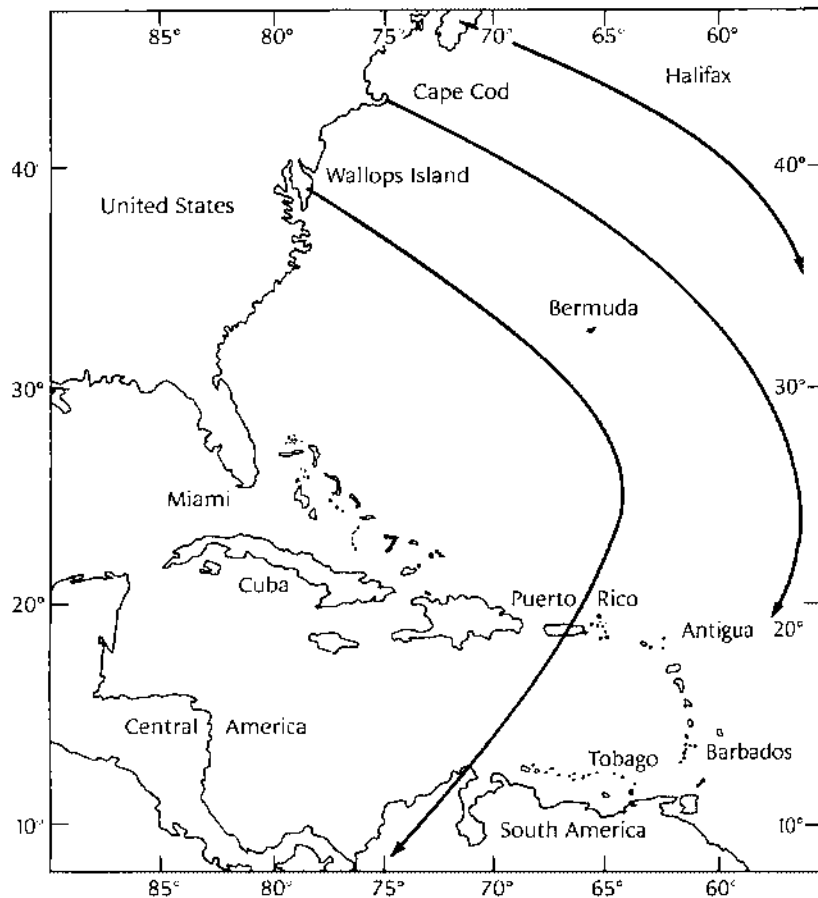 85° 80° 75° 70° 65° 60°
Halifax
Cape Cod
40° 40°
Wallops Island
United States
Bermuda
30° 30°
Miami
Cuba
20° Puerto Rico
Antigua 20°
Central America
Tobago Barbados
10° South America 10°
85° 80° 75° 70° 65° 60°